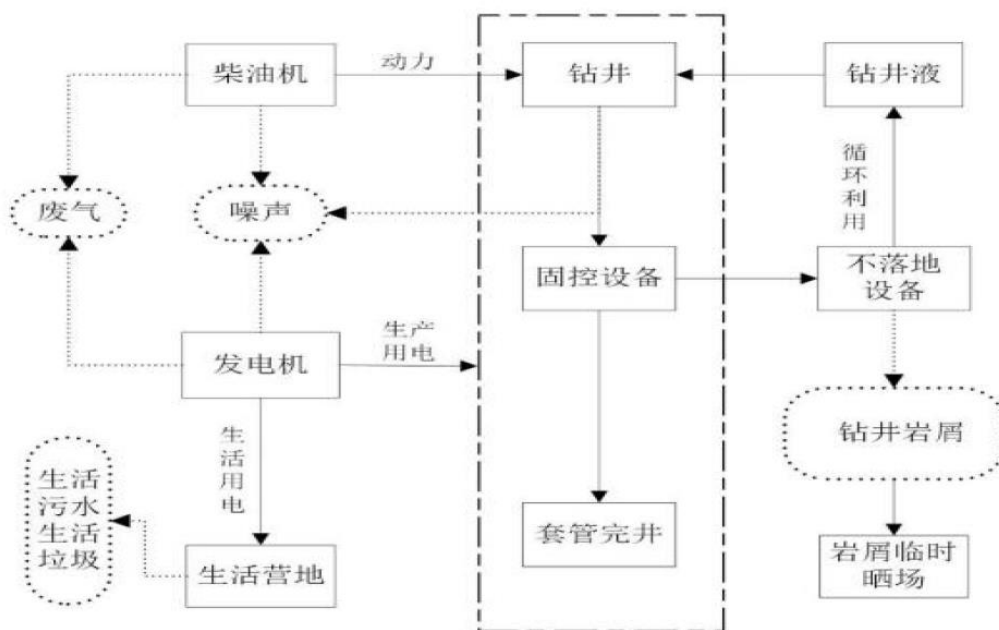 柴油机
动力
钻井
钻井液
循
环
利
用
废气
噪声
固控设备
不落地
设备
发电机
生产
用电
钻井岩屑
生
活
用
电
生活
污水
生活
垃圾
生活营地
套管完井
岩屑临时
晒场